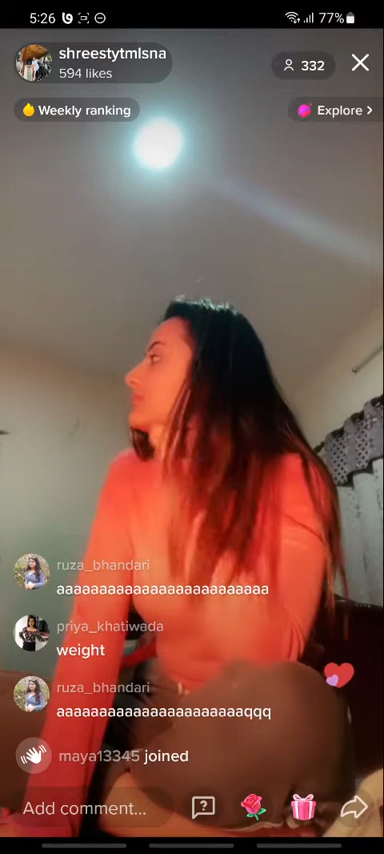 5:26
77%
shreestytmlsna
594 likes
332
Weekly ranking
Explore >
ruza_bhandari
aaaaaaaaaaaaaaaaaaaaaaaaa
priya_khatiwada
weight
ruza_bhandari
aaaaaaaaaaaaaaaaaaaaaaqqq
maya13345 joined
Add comment...